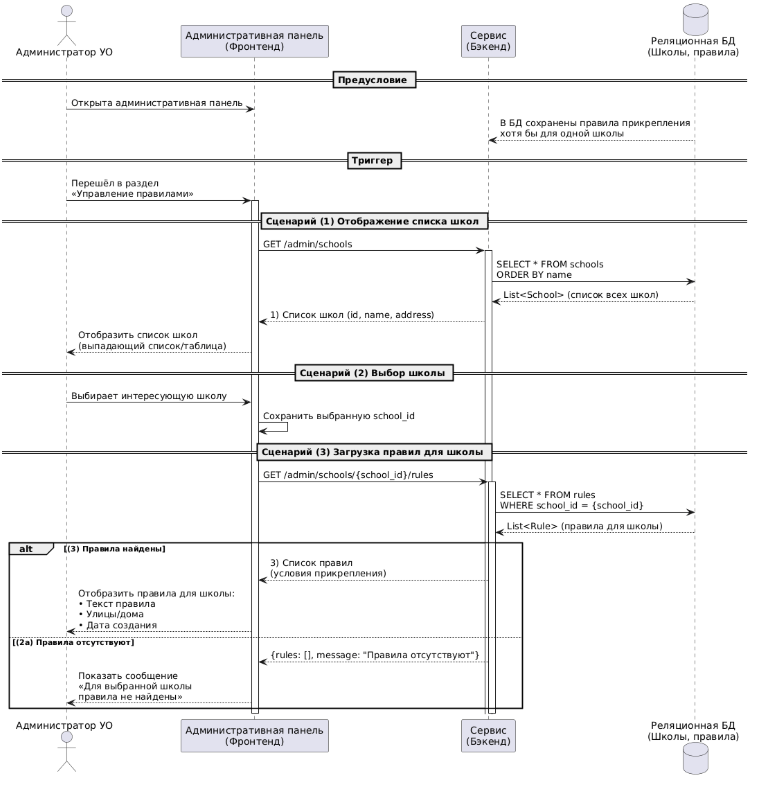 Администратор УО
Административная панель
(Фронтенд)
Сервис
(Бэкенд)
Реляционная БД
(Школы, правила)
Предусловие
Открыта административная панель
В БД сохранены правила прикрепления
хотя бы для одной школы
Триггер
Перешёл в раздел
«Управление правилами»
Сценарий (1) Отображение списка школ
GET /admin/schools
SELECT * FROM schools
ORDER BY name
List<School> (список всех школ)
1) Список школ (id, name, address)
Отобразить список школ
(выпадающий список/таблица)
Сценарий (2) Выбор школы
Выбирает интересующую школу
Сохранить выбранную school_id
Сценарий (3) Загрузка правил для школы
GET /admin/schools/{school_id}/rules
SELECT * FROM rules
WHERE school_id = {school_id}
List<Rule> (правила для школы)
alt [(3) Правила найдены]
3) Список правил
(условия прикрепления)
Отобразить правила для школы:
• Текст правила
• Улицы/дома
• Дата создания
[(2a) Правила отсутствуют]
{rules: [], message: "Правила отсутствуют"}
Показать сообщение
«Для выбранной школы
правила не найдены»
Администратор УО
Административная панель
(Фронтенд)
Сервис
(Бэкенд)
Реляционная БД
(Школы, правила)